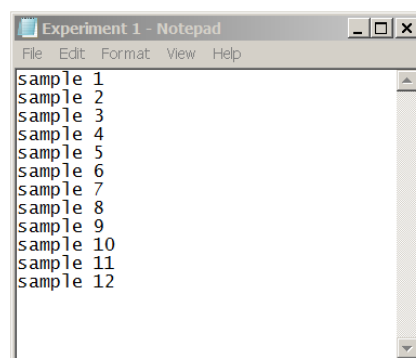 Experiment 1 - Notepad
File Edit Format View Help
sample 1
sample 2
sample 3
sample 4
sample 5
sample 6
sample 7
sample 8
sample 9
sample 10
sample 11
sample 12